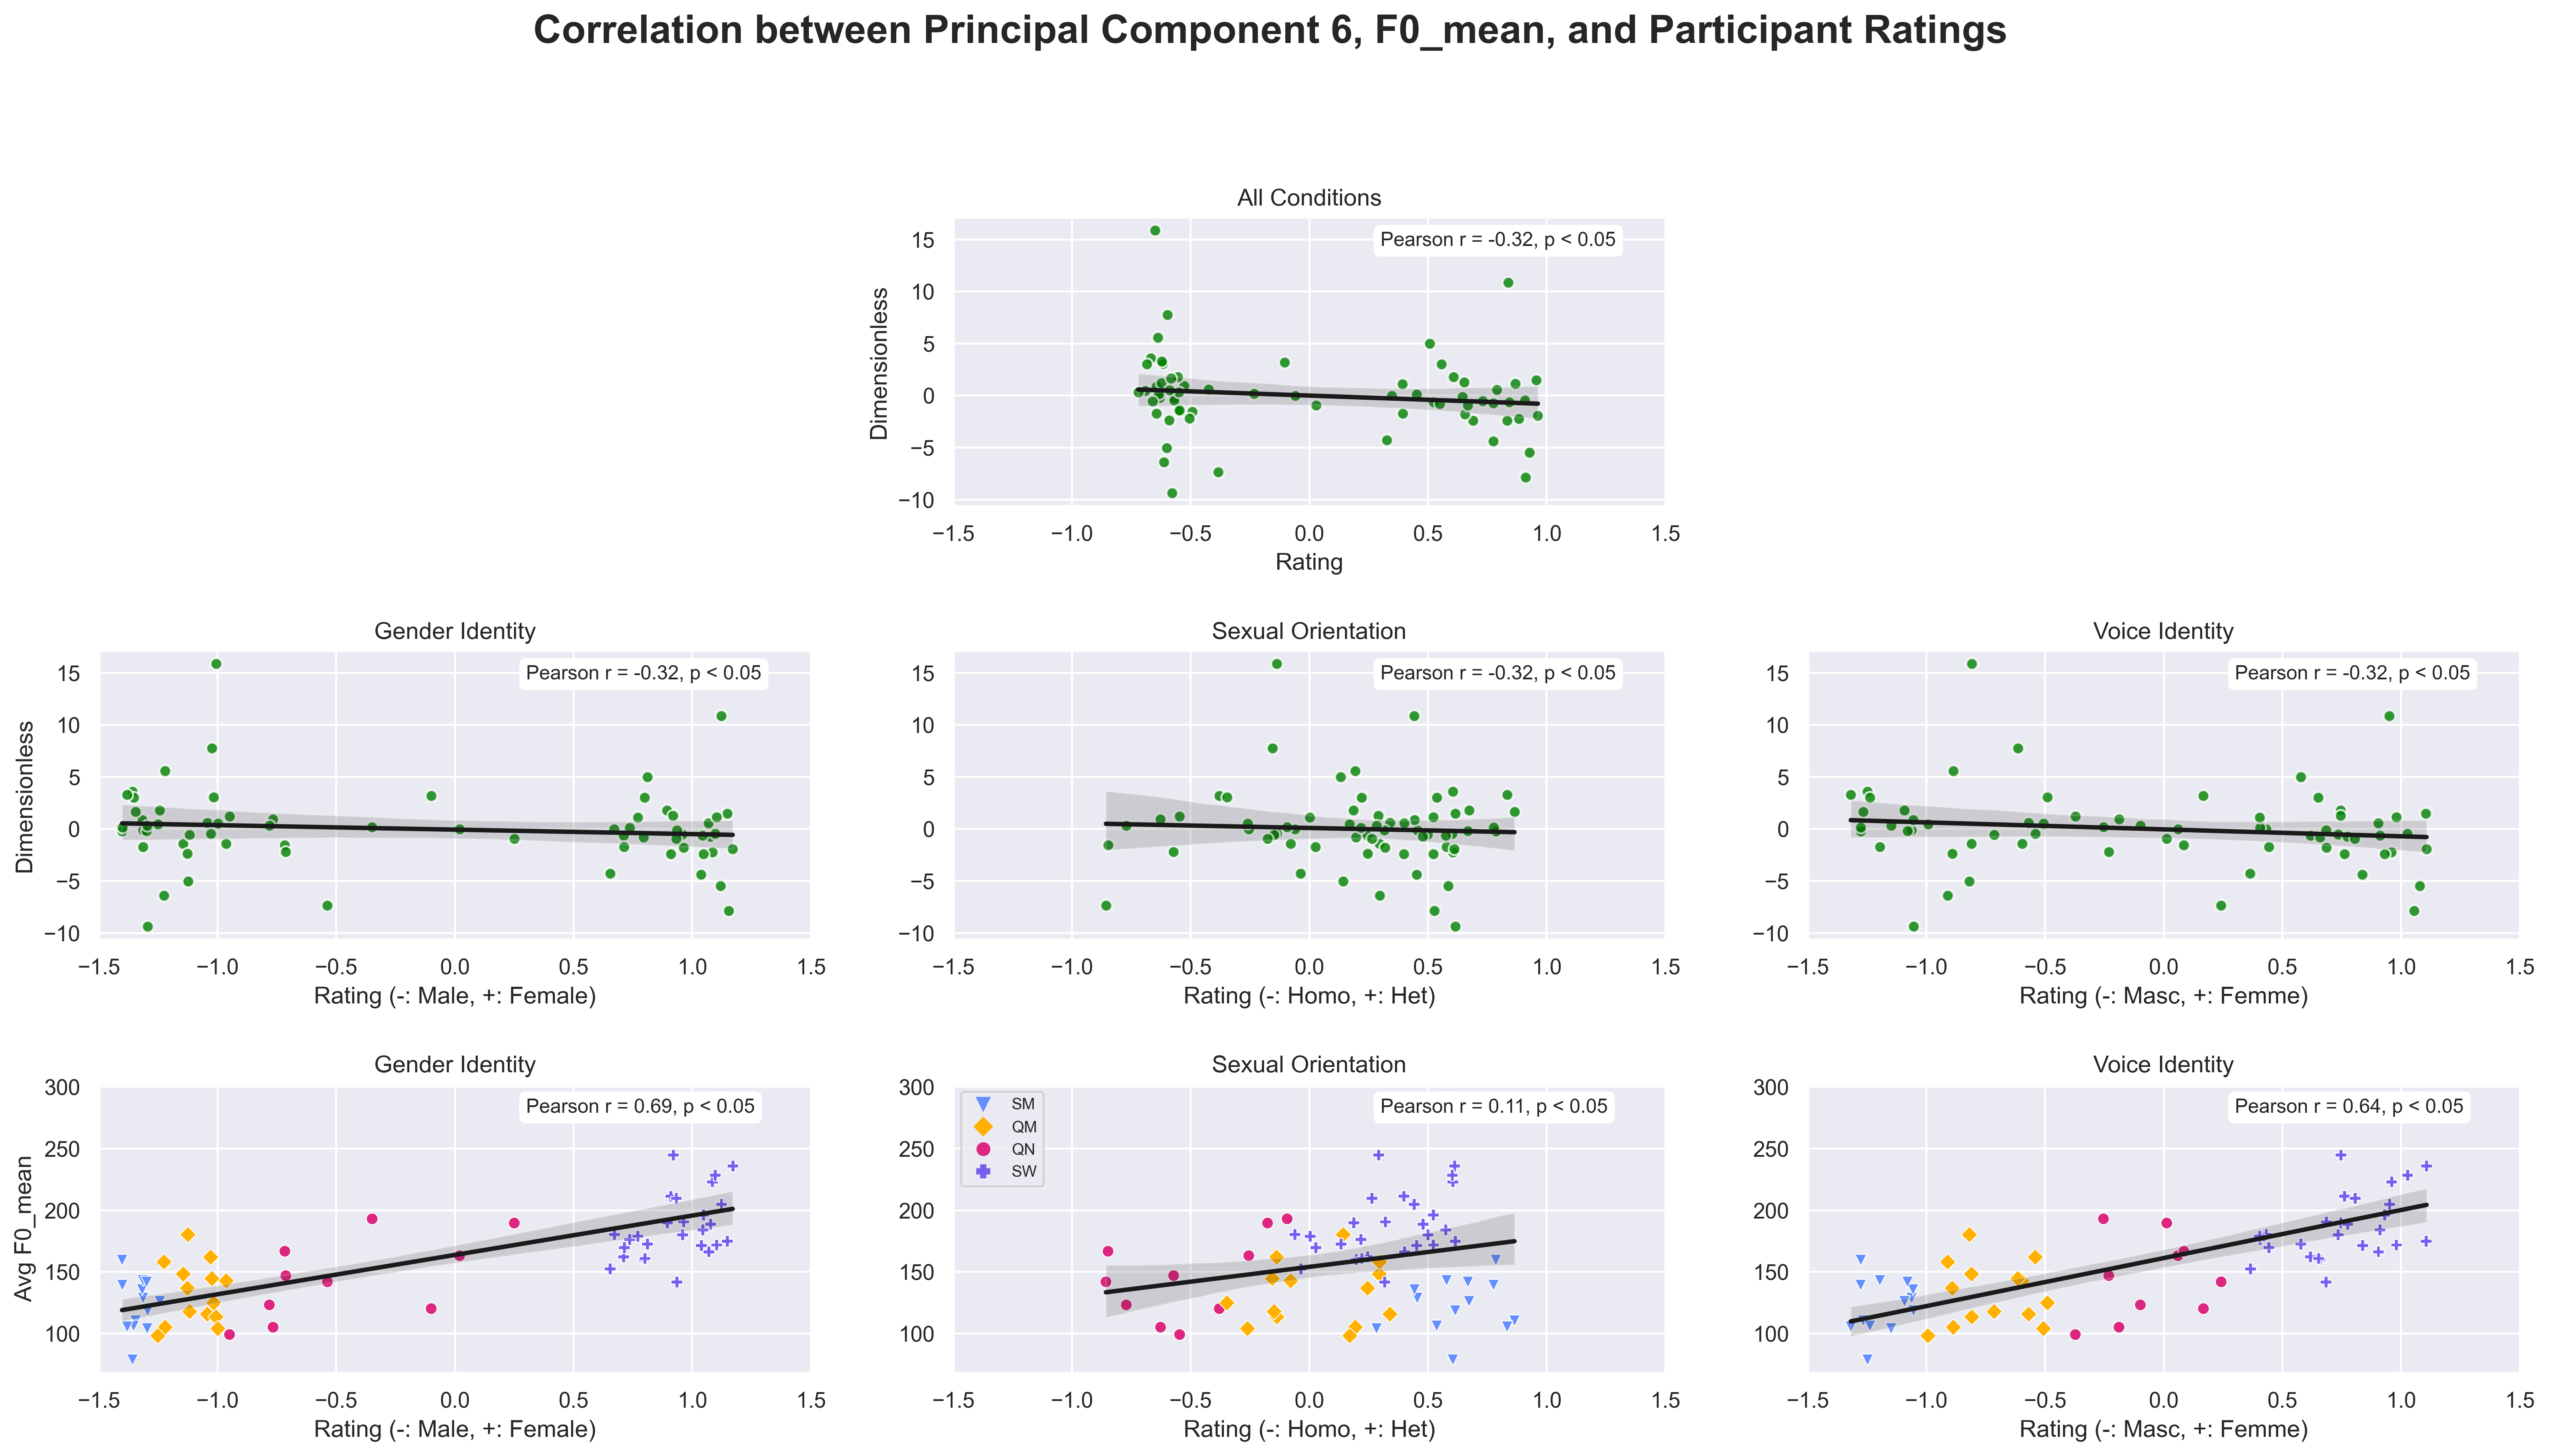 Correlation between Principal Component 6, F0_mean, and Participant Ratings
All Conditions
Pearson r = -0.32, p < 0.05
Dimensionless
15
10
5
0
−5
−10
−1.5 −1.0 −0.5 0.0 0.5 1.0 1.5
Rating
Gender Identity
Pearson r = -0.32, p < 0.05
Dimensionless
15
10
5
0
−5
−10
−1.5 −1.0 −0.5 0.0 0.5 1.0 1.5
Rating (-: Male, +: Female)
Sexual Orientation
Pearson r = -0.32, p < 0.05
15
10
5
0
−5
−10
−1.5 −1.0 −0.5 0.0 0.5 1.0 1.5
Rating (-: Homo, +: Het)
Voice Identity
Pearson r = -0.32, p < 0.05
15
10
5
0
−5
−10
−1.5 −1.0 −0.5 0.0 0.5 1.0 1.5
Rating (-: Masc, +: Femme)
Gender Identity
Pearson r = 0.69, p < 0.05
Avg F0_mean
300
250
200
150
100
−1.5 −1.0 −0.5 0.0 0.5 1.0 1.5
Rating (-: Male, +: Female)
Sexual Orientation
Pearson r = 0.11, p < 0.05
SM
QM
QN
SW
300
250
200
150
100
−1.5 −1.0 −0.5 0.0 0.5 1.0 1.5
Rating (-: Homo, +: Het)
Voice Identity
Pearson r = 0.64, p < 0.05
300
250
200
150
100
−1.5 −1.0 −0.5 0.0 0.5 1.0 1.5
Rating (-: Masc, +: Femme)